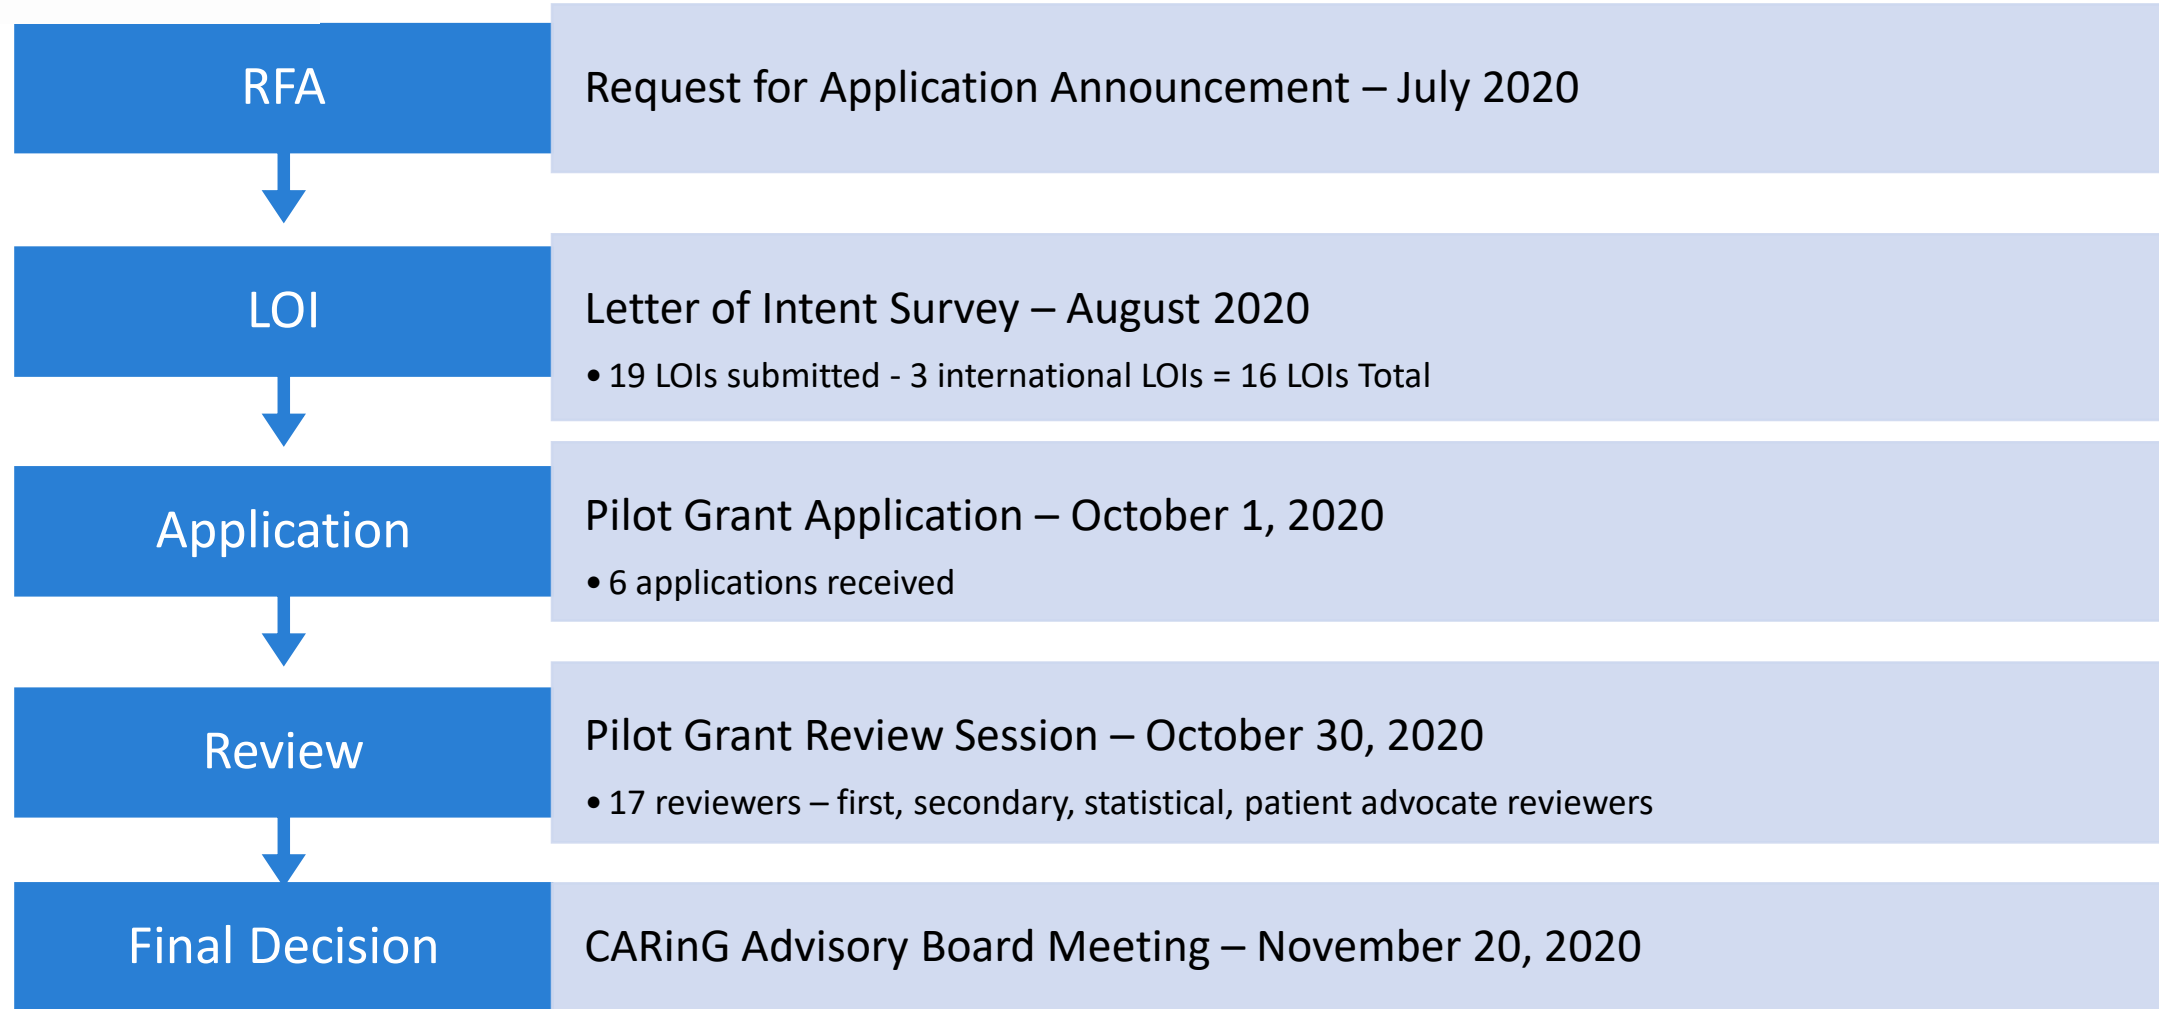 RFA
Request for Application Announcement – July 2020
LOI
Letter of Intent Survey – August 2020
• 19 LOIs submitted - 3 international LOIs = 16 LOIs Total
Application
Pilot Grant Application – October 1, 2020
• 6 applications received
Review
Pilot Grant Review Session – October 30, 2020
• 17 reviewers – first, secondary, statistical, patient advocate reviewers
Final Decision
CARinG Advisory Board Meeting – November 20, 2020